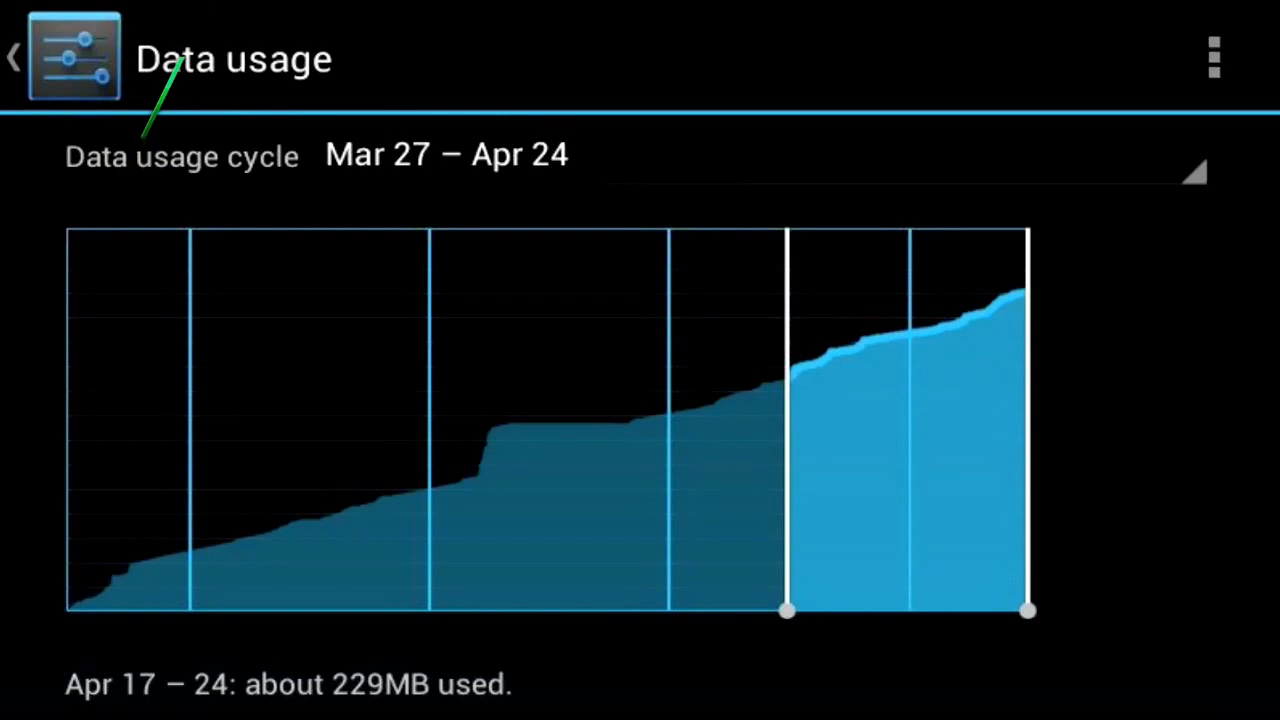 Data usage
Data usage cycle Mar 27 – Apr 24
Apr 17 – 24: about 229MB used.